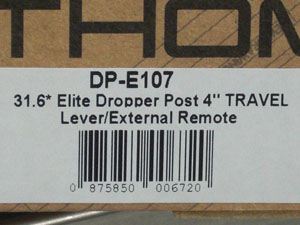 THOM
DP-E107
31.6* Elite Dropper Post 4" TRAVEL
Lever/External Remote
0 875850 006720